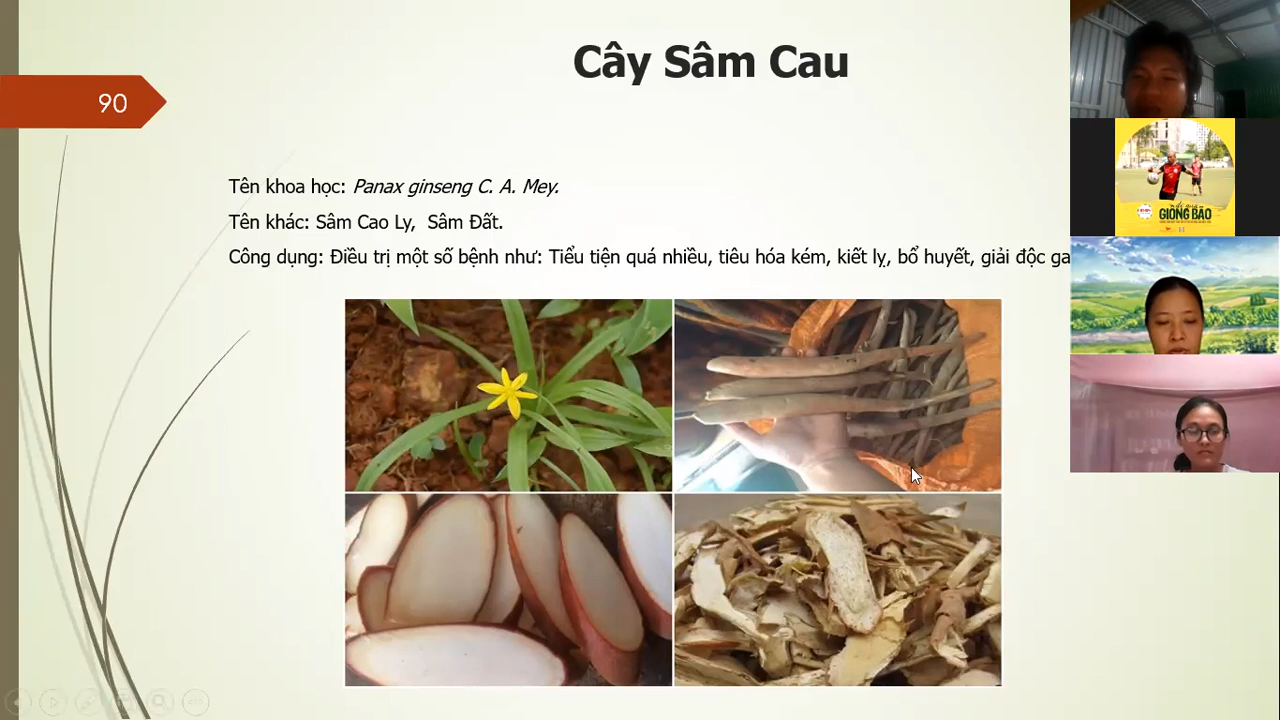 Cây Sâm Cau
90
Tên khoa học: Panax ginseng C. A. Mey.
Tên khác: Sâm Cao Ly, Sâm Đất.
Công dụng: Điều trị một số bệnh như: Tiểu tiện quá nhiều, tiêu hóa kém, kiết lỵ, bổ huyết, giải độc ga
GIÔNG BÃO